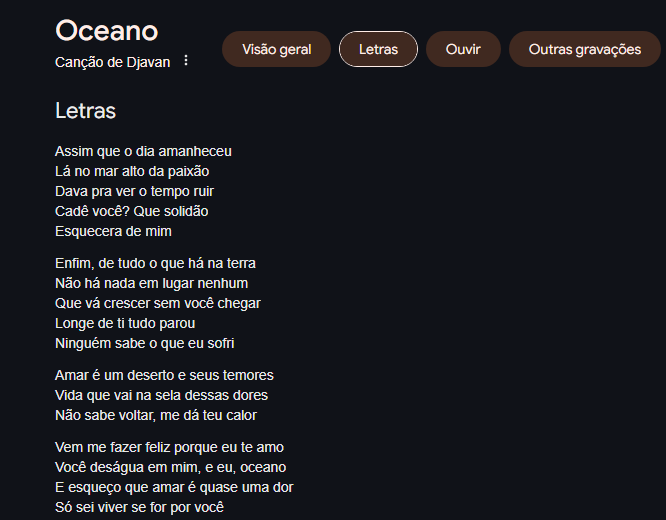 Oceano
Canção de Djavan
Visão geral
Letras
Ouvir
Outras gravações
Letras
Assim que o dia amanheceu
Lá no mar alto da paixão
Dava pra ver o tempo ruir
Cadê você? Que solidão
Esquecera de mim
Enfim, de tudo o que há na terra
Não há nada em lugar nenhum
Que vá crescer sem você chegar
Longe de ti tudo parou
Ninguém sabe o que eu sofri
Amar é um deserto e seus temores
Vida que vai na sela dessas dores
Não sabe voltar, me dá teu calor
Vem me fazer feliz porque eu te amo
Você deságua em mim, e eu, oceano
E esqueço que amar é quase uma dor
Só sei viver se for por você